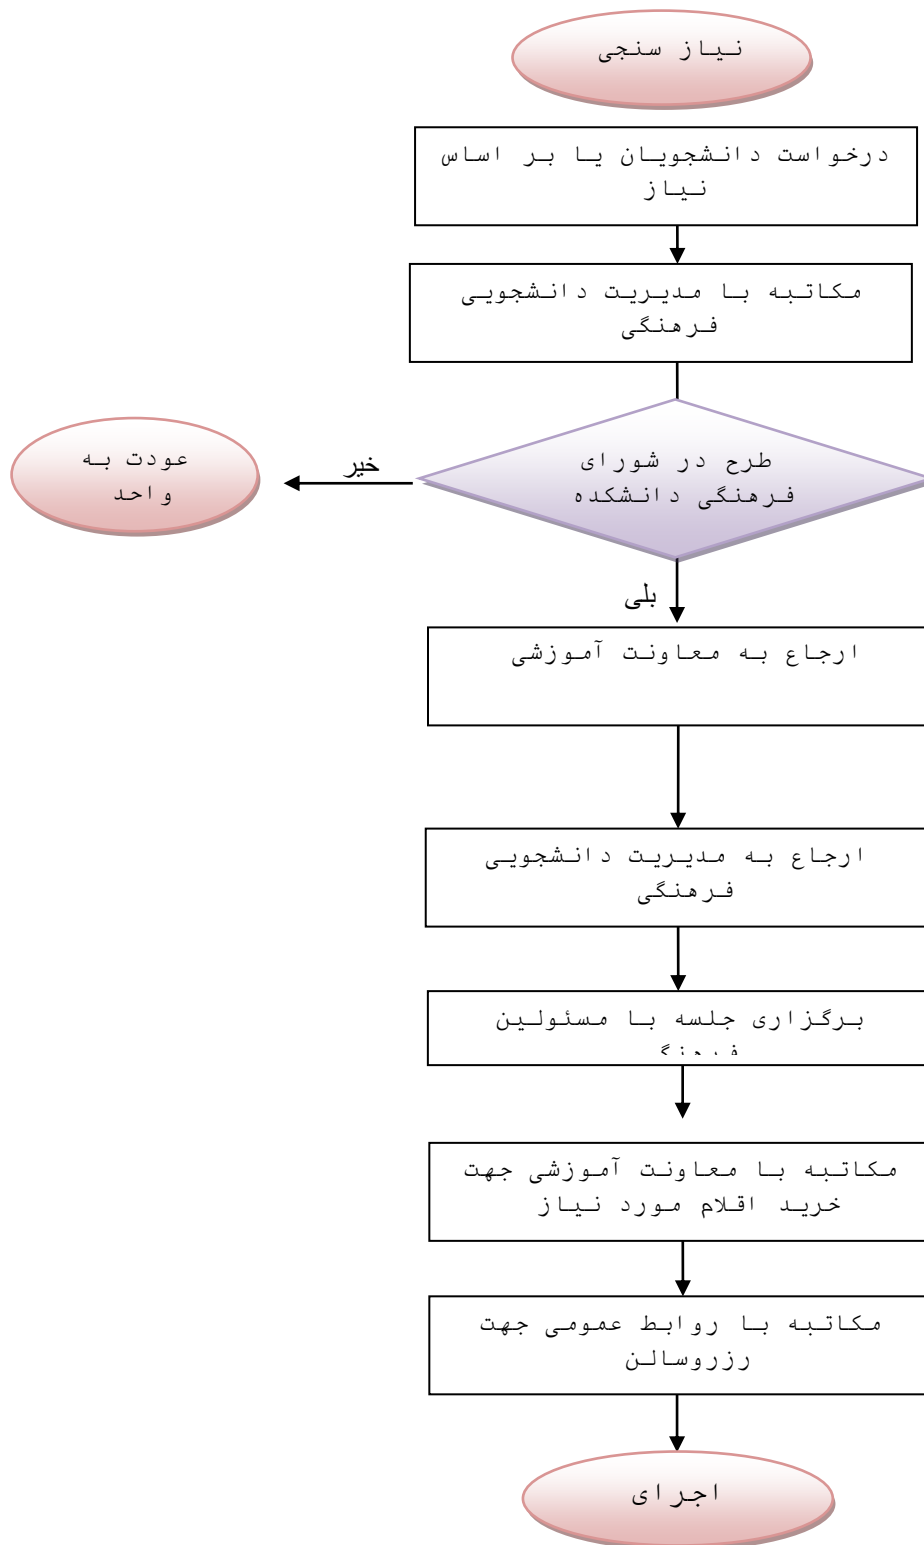 نیاز سنجی
درخواست دانشجویان یا بر اساس
نیاز
مکاتبه با مدیریت دانشجویی
فرهنگی
طرح در شورای
فرهنگی دانشکده
خیر
عودت به
واحد
بلی
ارجاع به معاونت آموزشی
ارجاع به مدیریت دانشجویی
فرهنگی
برگزاری جلسه با مسئولین
مکاتبه با معاونت آموزشی جهت
خرید اقلام مورد نیاز
مکاتبه با روابط عمومی جهت
رزروسالن
اجرای